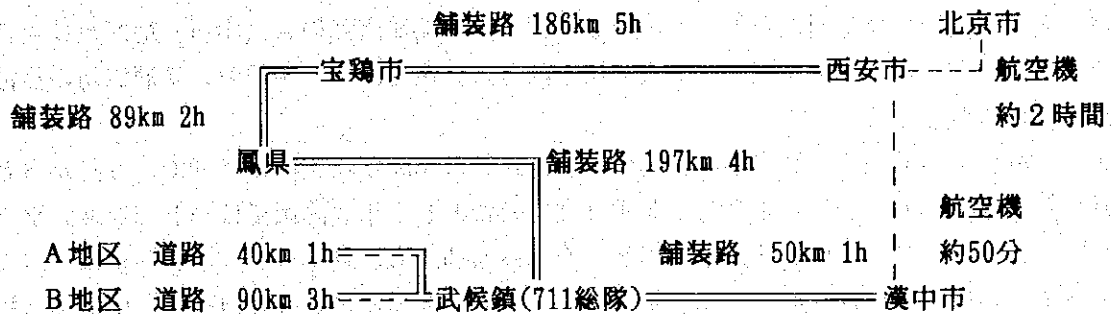 舗装路 186km 5h 北京市
宝鶏市 西安市 航空機
舗装路 89km 2h 約2時間
鳳県 舗装路 197km 4h
航空機
A地区 道路 40km 1h 舗装路 50km 1h 約50分
B地区 道路 90km 3h 武候鎮(711総隊)漢中市